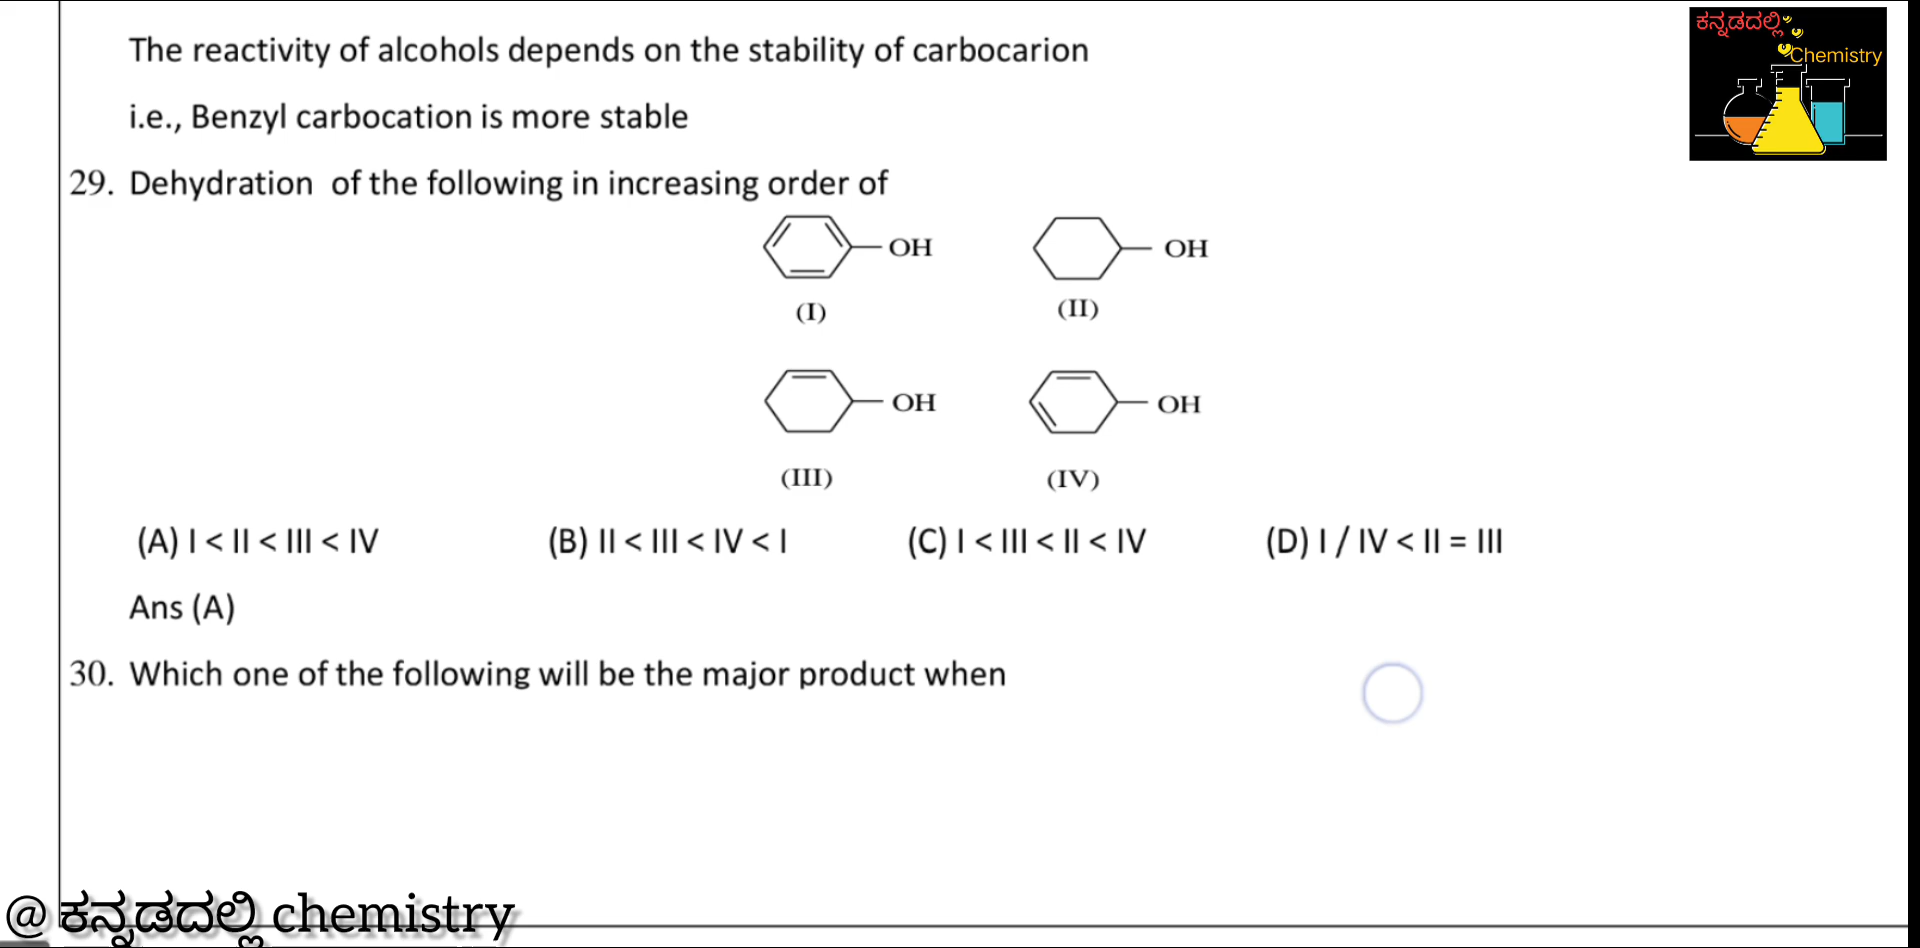 ಕನ್ನಡದಲ್ಲಿ
Chemistry
The reactivity of alcohols depends on the stability of carbocarion
i.e., Benzyl carbocation is more stable
29. Dehydration of the following in increasing order of
OH OH
(I) (II)
OH OH
(III) (IV)
(A) I < II < III < IV (B) II < III < IV < I (C) I < III < II < IV (D) I / IV < II = III
Ans (A)
30. Which one of the following will be the major product when
@ಕನ್ನಡದಲ್ಲಿ chemistry